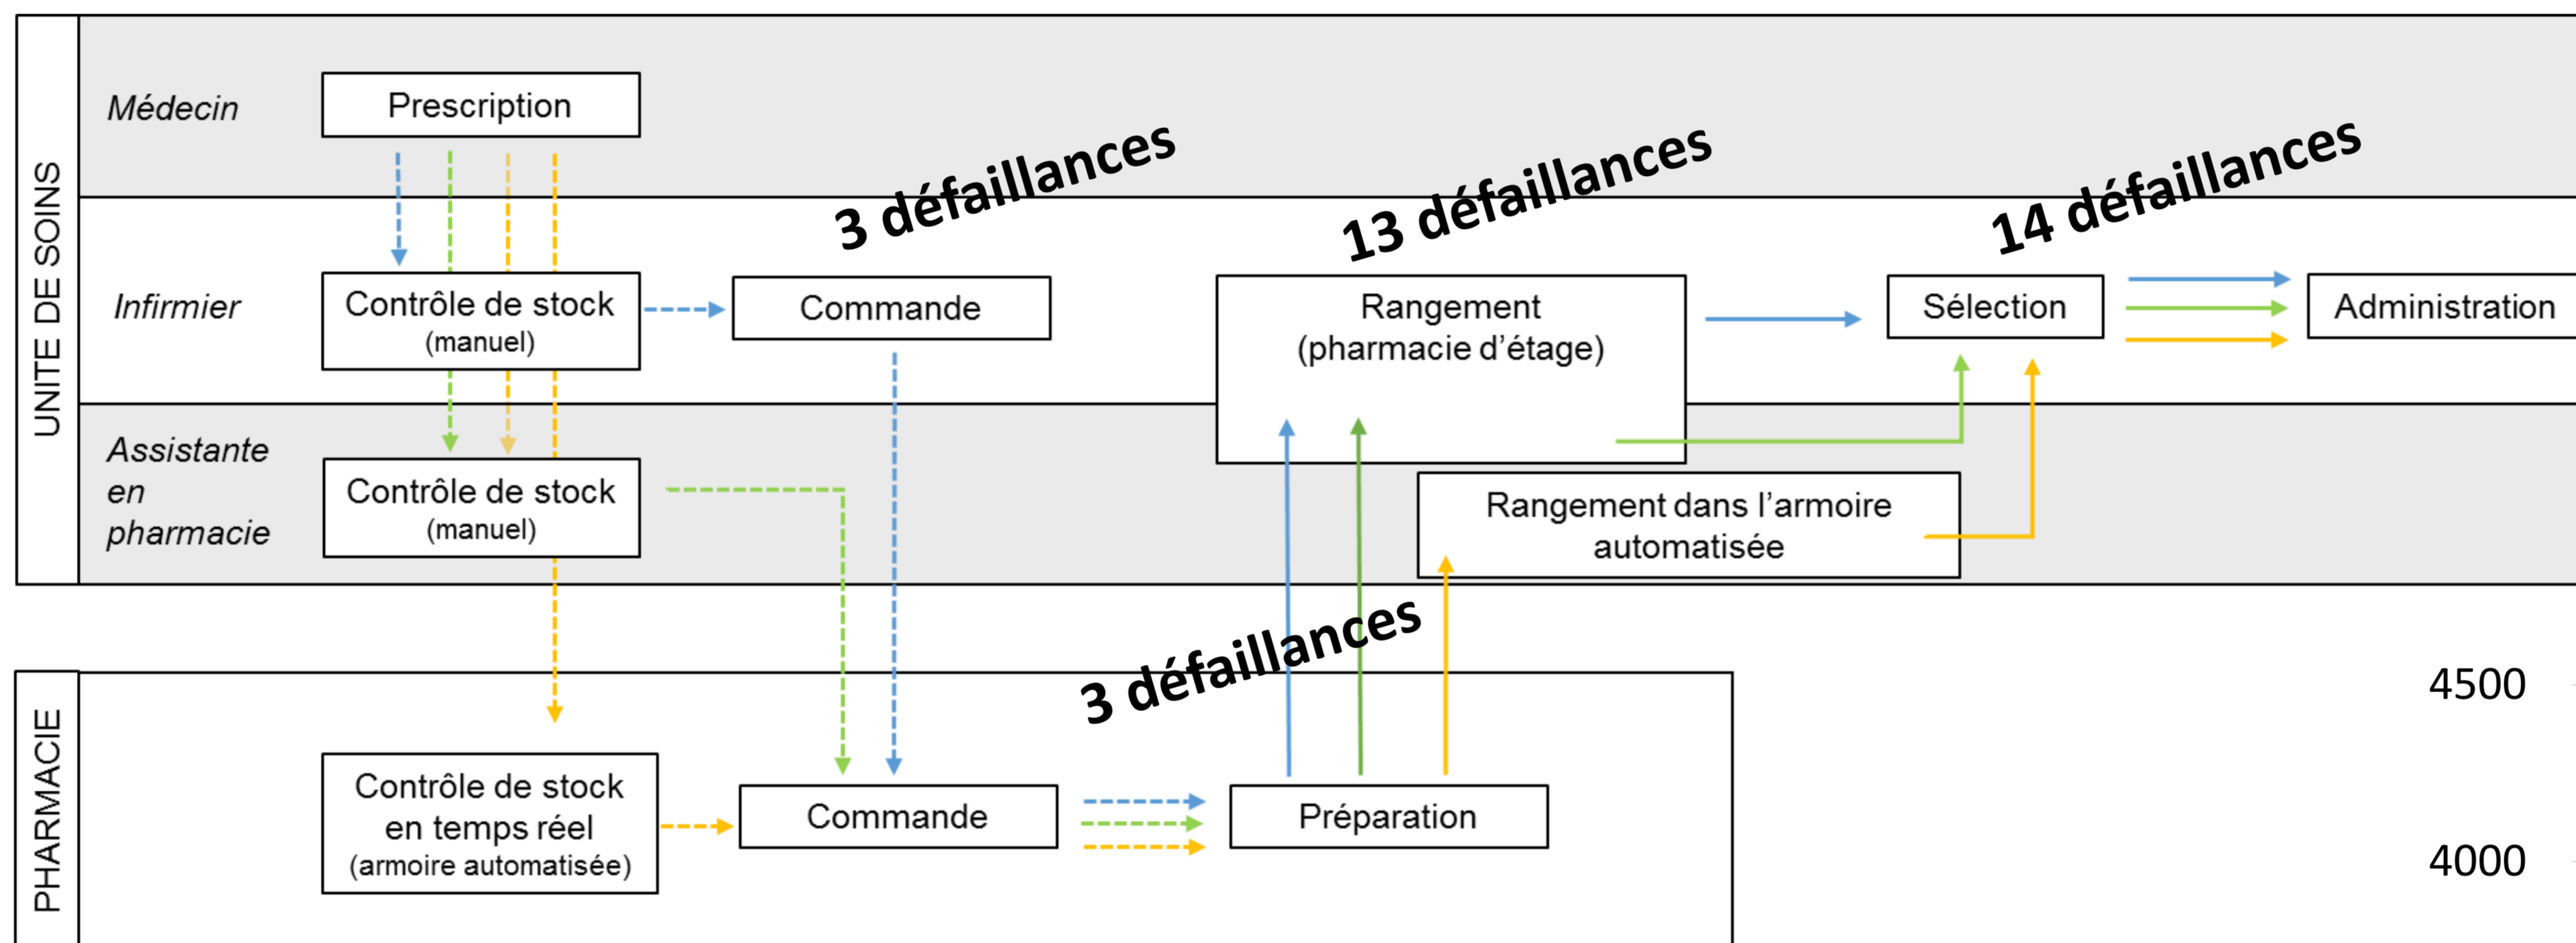 UNITE DE SOINS
Médecin
Prescription
3 défaillances
13 défaillances
14 défaillances
Infirmier
Contrôle de stock
(manuel)
Commande
Rangement
(pharmacie d'étage)
Sélection
Administration
Assistante
en
pharmacie
Contrôle de stock
(manuel)
Rangement dans l'armoire
automatisée
3 défaillances
PHARMACIE
Contrôle de stock
en temps réel
(armoire automatisée)
Commande
Préparation
4500
4000